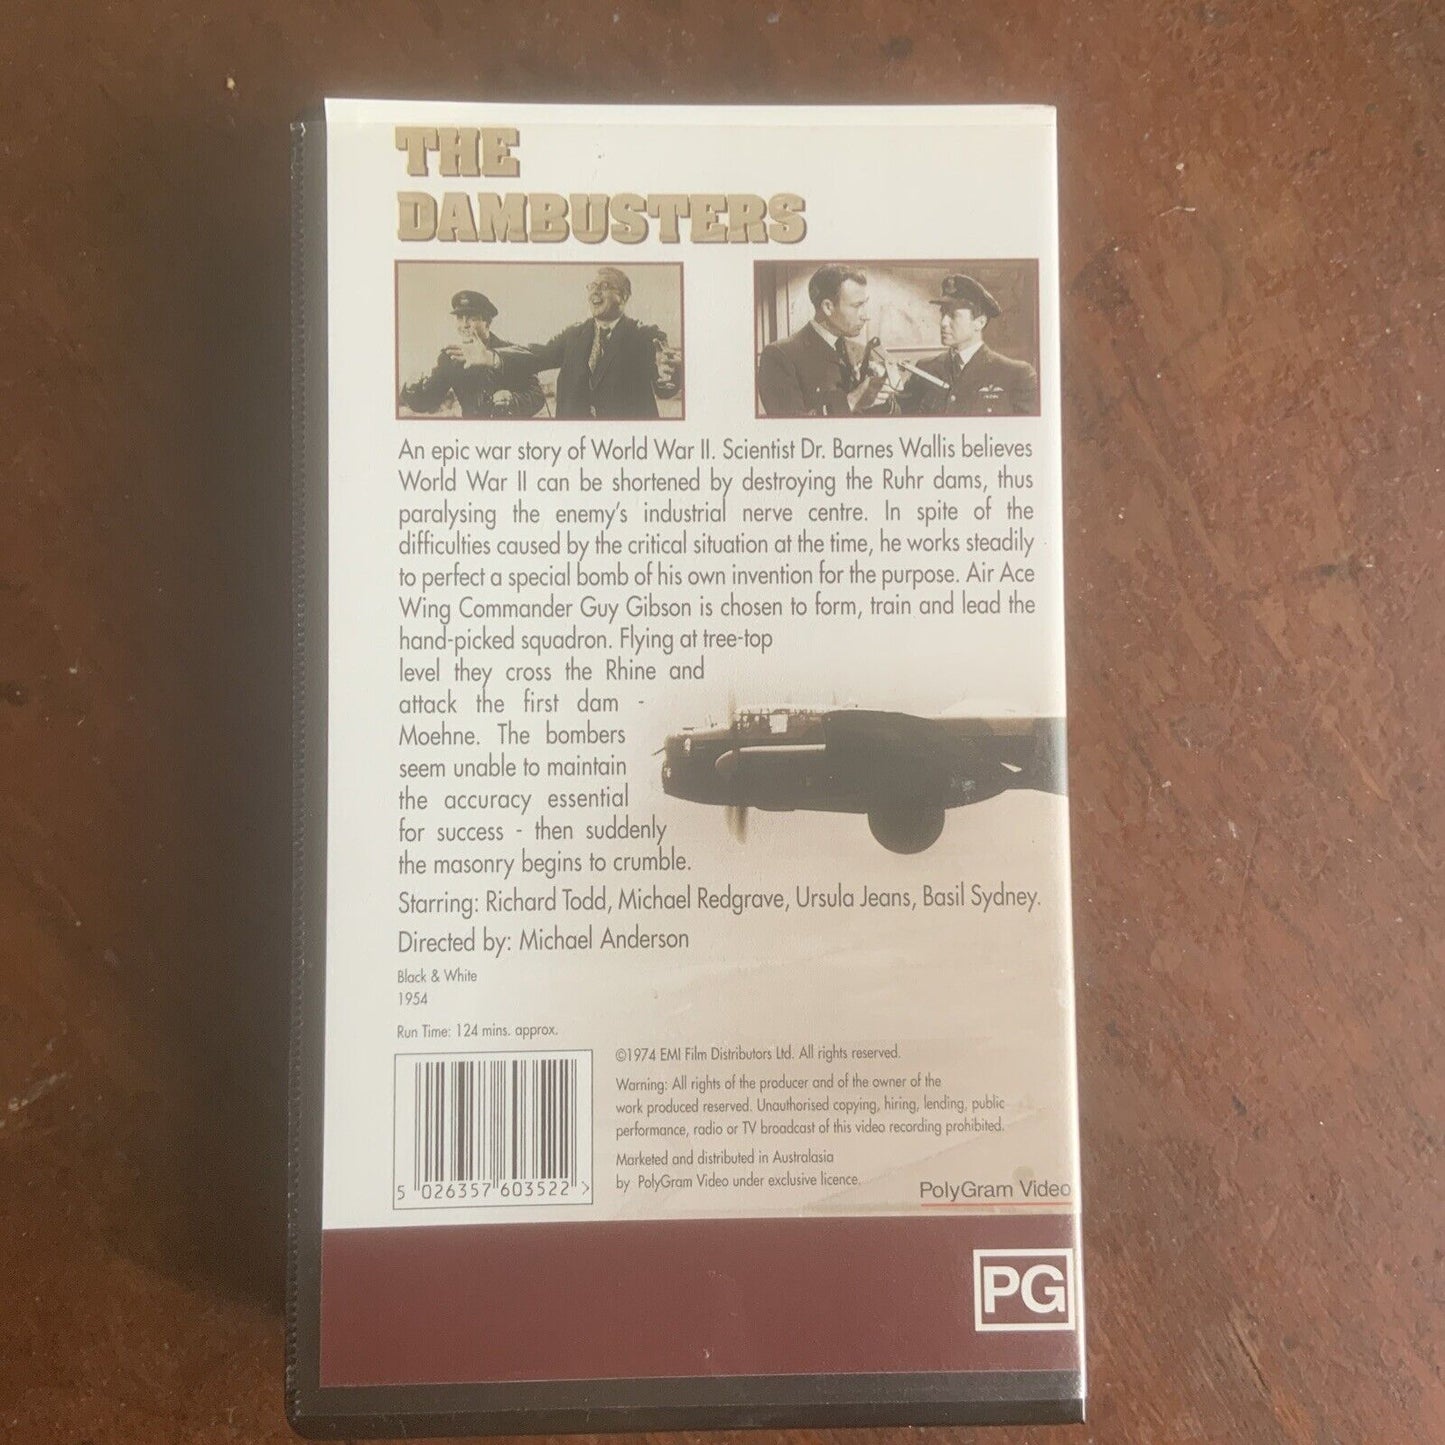 THE
DAMBUSTERS
An epic war story of World War II. Scientist Dr. Barnes Wallis believes
World War II can be shortened by destroying the Ruhr dams, thus
paralysing the enemy's industrial nerve centre. In spite of the
difficulties caused by the critical situation at the time, he works steadily
to perfect a special bomb of his own invention for the purpose. Air Ace
Wing Commander Guy Gibson is chosen to form, train and lead the
hand-picked squadron. Flying at tree-top
level they cross the Rhine and
attack the first dam -
Moehne. The bombers
seem unable to maintain
the accuracy essential
for success - then suddenly
the masonry begins to crumble.
Starring: Richard Todd, Michael Redgrave, Ursula Jeans, Basil Sydney.
Directed by: Michael Anderson
Black & White
1954
Run Time: 124 mins. approx.
©1974 EMI Film Distributors Ltd. All rights reserved.
Warning: All rights of the producer and of the owner of the
work produced reserved. Unauthorised copying, hiring, lending, public
performance, radio or TV broadcast of this video recording prohibited.
Marketed and distributed in Australasia
by PolyGram Video under exclusive licence.
5 026357 603522 >
PolyGram Video
PG